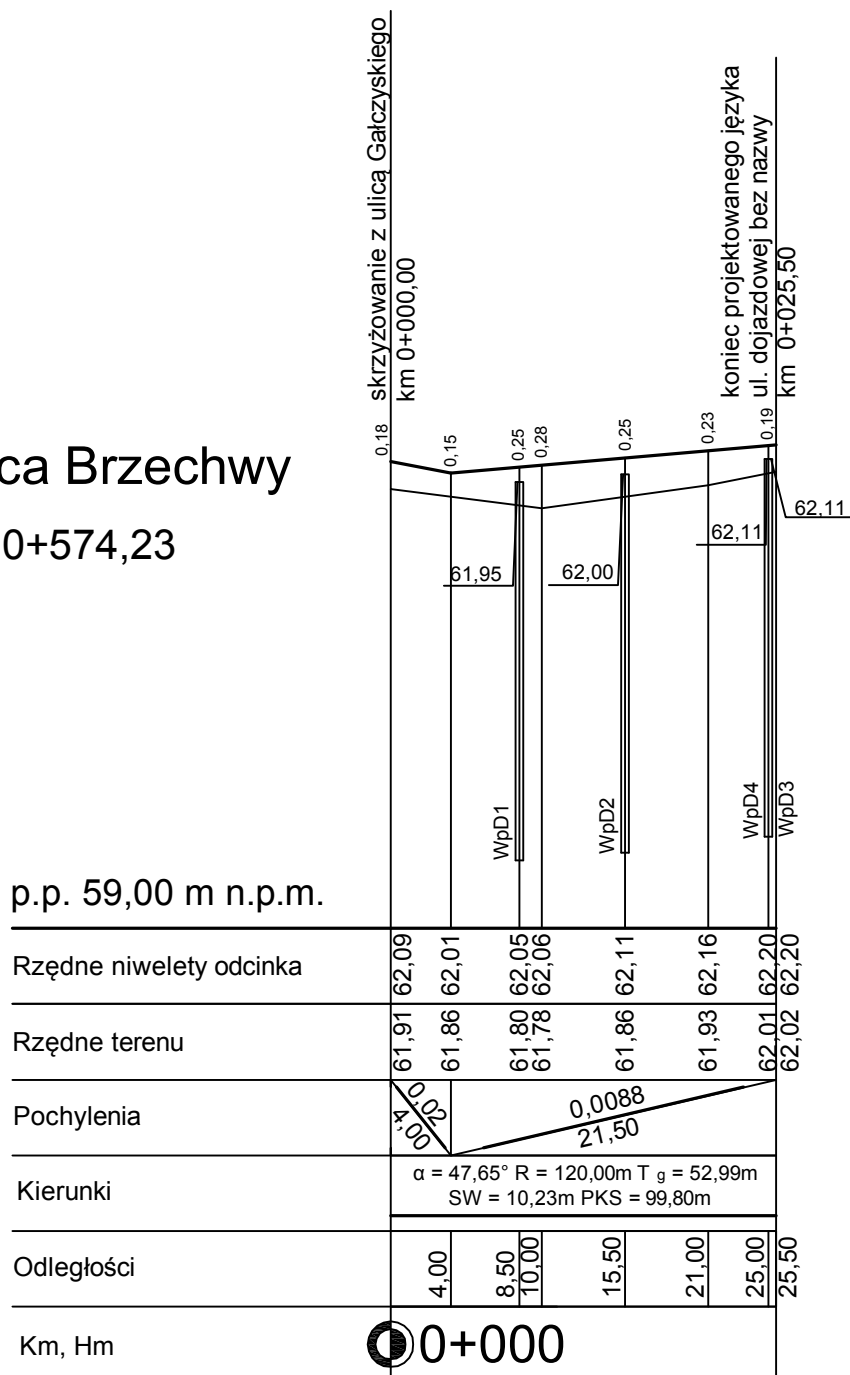 skrzyżowanie z ulicą Gałczyskiego
km 0+000,00
koniec projektowanego języka
ul. dojazdowej bez nazwy
km 0+025,50
0,18
0,15
0,25
0,28
0,25
0,23
0,19
ca Brzechwy
0+574,23
61,95
62,00
62,11
62,11
WpD1
WpD2
WpD4
WpD3
p.p. 59,00 m n.p.m.
Rzędne niwelety odcinka 62,09 62,01 62,05 62,06 62,11 62,16 62,20 62,20
Rzędne terenu 61,91 61,86 61,80 61,78 61,86 61,93 62,01 62,02
Pochylenia
0,02
4,00
0,0088
21,50
Kierunki
α = 47,65° R = 120,00m T g = 52,99m
SW = 10,23m PKS = 99,80m
Odległości 4,00 8,50 10,00 15,50 21,00 25,00 25,50
Km, Hm 0+000